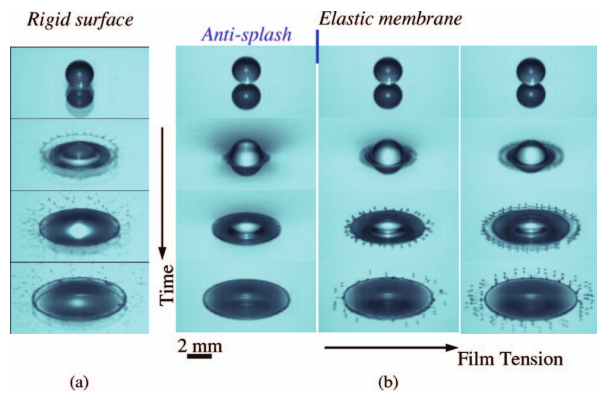 Rigid surface
Elastic membrane
Anti-splash
Time
2 mm
Film Tension
(a)
(b)